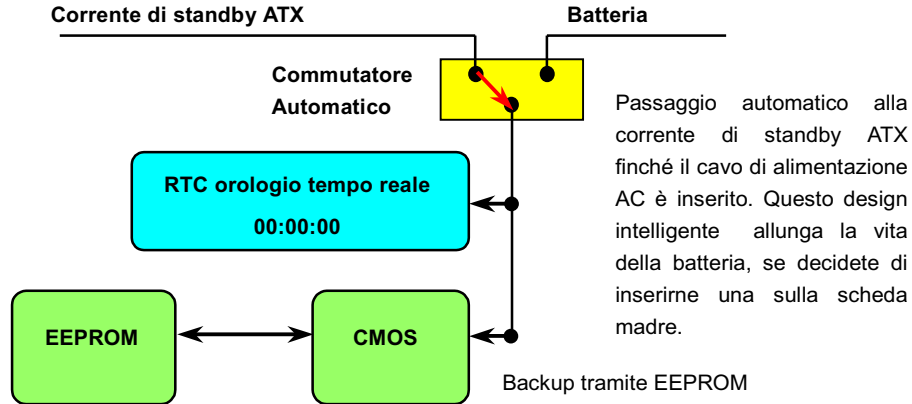 Corrente di standby ATX
Batteria
Commutatore
Automatico
RTC orologio tempo reale
00:00:00
EEPROM
CMOS
Passaggio automatico alla
corrente di standby ATX
finché il cavo di alimentazione
AC è inserito. Questo design
intelligente allunga la vita
della batteria, se decidete di
inserirne una sulla scheda
madre.
Backup tramite EEPROM